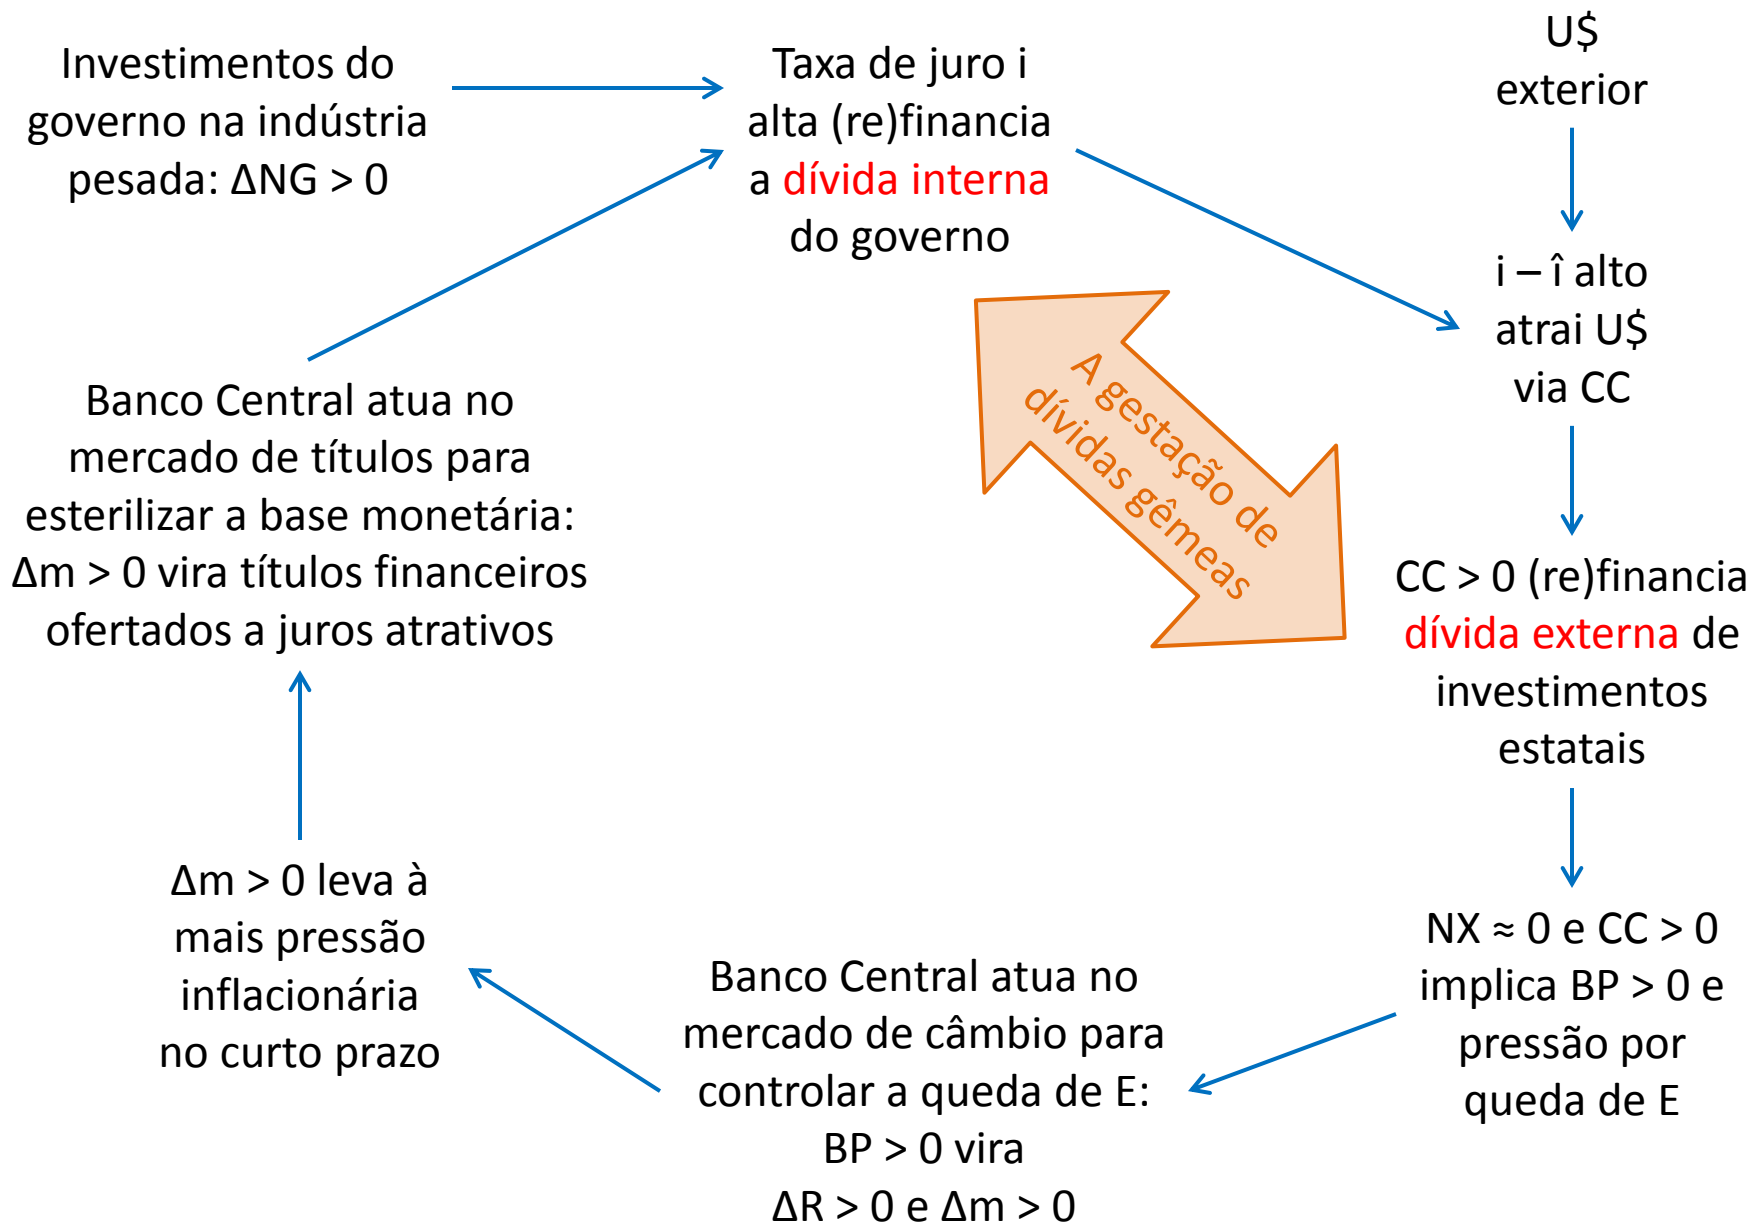 Investimentos do
governo na indústria
pesada: ΔNG > 0
Taxa de juro i
alta (re)financia
a dívida interna
do governo
U$
exterior
i – î alto
atrai U$
via CC
A gestação de
dívidas gêmeas
CC > 0 (re)financia
dívida externa de
investimentos
estatais
NX ≈ 0 e CC > 0
implica BP > 0 e
pressão por
queda de E
Banco Central atua no
mercado de câmbio para
controlar a queda de E:
BP > 0 vira
ΔR > 0 e Δm > 0
Δm > 0 leva à
mais pressão
inflacionária
no curto prazo
Banco Central atua no
mercado de títulos para
esterilizar a base monetária:
Δm > 0 vira títulos financeiros
ofertados a juros atrativos